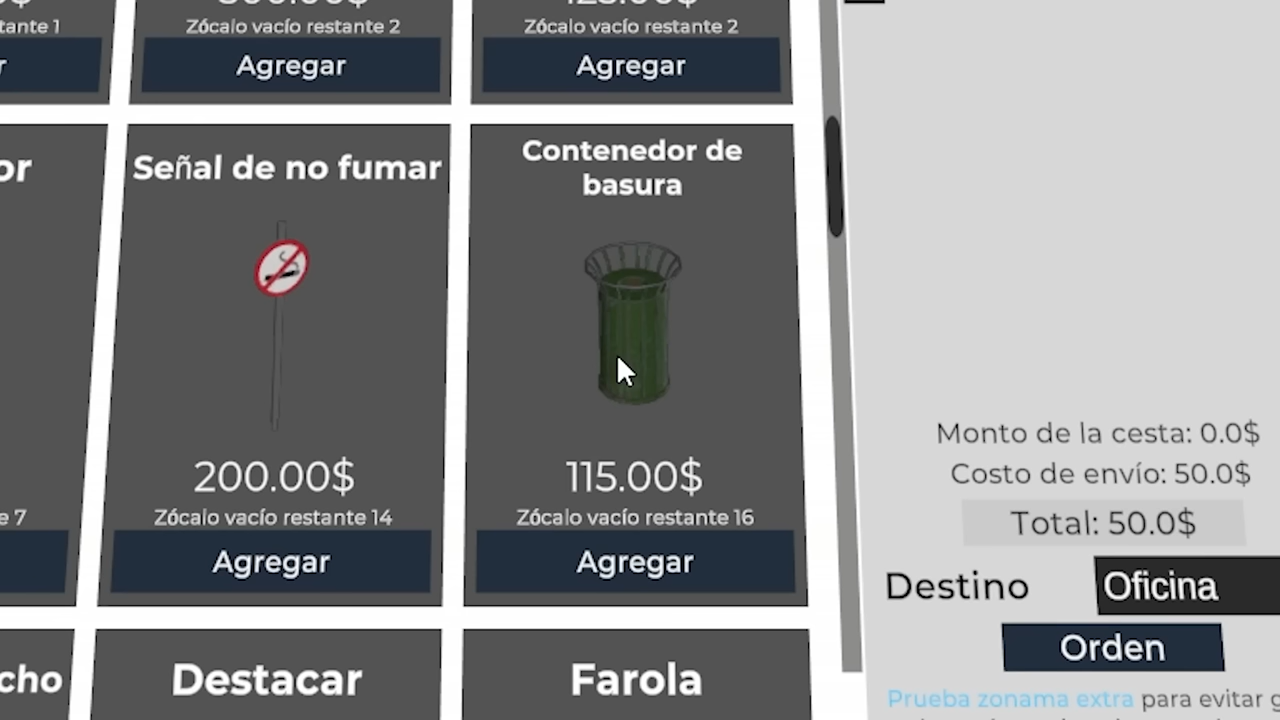 Zócalo vacío restante 2
Zócalo vacío restante 2
Agregar
Agregar
Señal de no fumar
Contenedor de
basura
200.00$
115.00$
Zócalo vacío restante 14
Zócalo vacío restante 16
Agregar
Agregar
Destacar
Farola
Monto de la cesta: 0.0$
Costo de envío: 50.0$
Total: 50.0$
Destino
Oficina
Orden
Prueba zonama extra para evitar